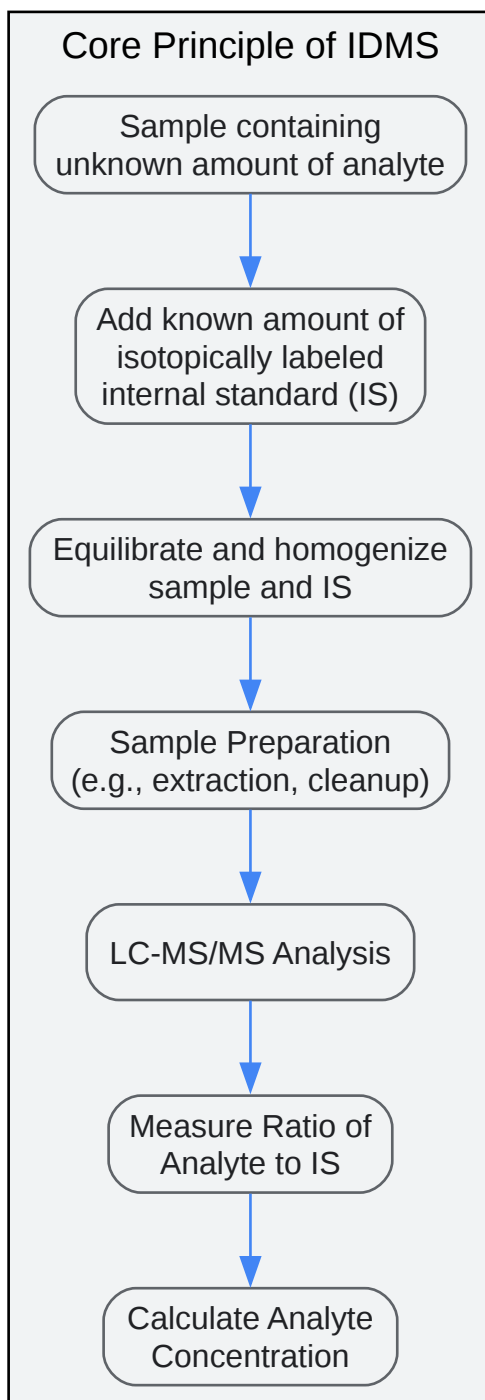 Core Principle of IDMS
Sample containing
unknown amount of analyte
Add known amount of
isotopically labeled
internal standard (IS)
Equilibrate and homogenize
sample and IS
Sample Preparation
(e.g., extraction, cleanup)
LC-MS/MS Analysis
Measure Ratio of
Analyte to IS
Calculate Analyte
Concentration